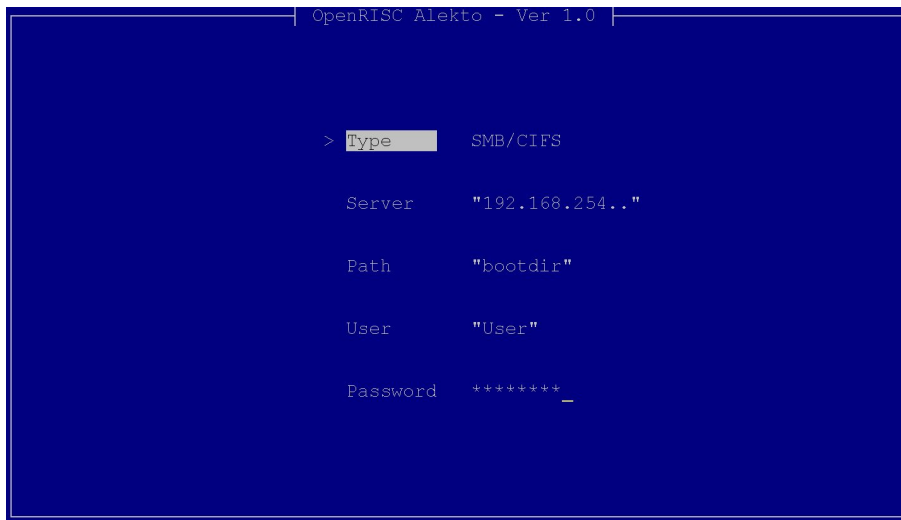 OpenRISC Alekto - Ver 1.0
> Type SMB/CIFS
Server "192.168.254.."
Path "bootdir"
User "User"
Password ********_